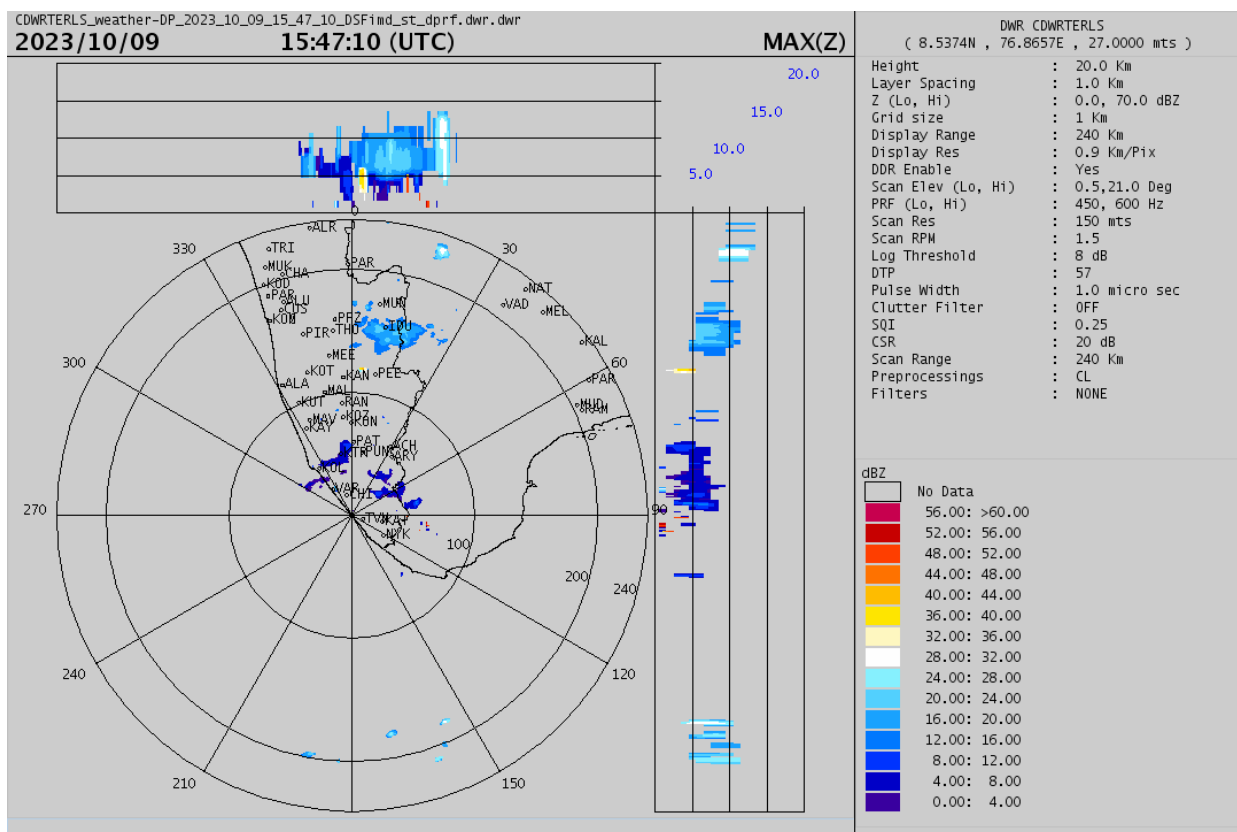 CDWRTERLS_weather-DP_2023_10_09_15_47_10_DSFimd_st_dprf.dwr.dwr
2023/10/09 15:47:10 (UTC) MAX(Z)
20.0
15.0
10.0
5.0
0
ALR
330
TRI
30
MUK
CHA
PAR
KOD
NAT
PAR
ALU
MUN
VAD
MEL
CUS
KOM
PFZ
IDU
PIR
THO
KAL
MEE
300
60
KOT
KAN
PEE
PAR
ALA
MAL
KUT
RAN
MUD
RAM
MAV
KOZ
KON
KAY
PAT
ACH
PUN
ARY
KOL
VAR
CHI
270
90
TVM
KAT
NYK
100
200
240
240
120
210
150
DWR CDWRTERLS
( 8.5374N , 76.8657E , 27.0000 mts )
Height : 20.0 Km
Layer Spacing : 1.0 Km
Z (Lo, Hi) : 0.0, 70.0 dBZ
Grid size : 1 Km
Display Range : 240 Km
Display Res : 0.9 Km/Pix
DDR Enable : Yes
Scan Elev (Lo, Hi) : 0.5,21.0 Deg
PRF (Lo, Hi) : 450, 600 Hz
Scan Res : 150 mts
Scan RPM : 1.5
Log Threshold : 8 dB
DTP : 57
Pulse Width : 1.0 micro sec
Clutter Filter : OFF
SQI : 0.25
CSR : 20 dB
Scan Range : 240 Km
Preprocessings : CL
Filters : NONE
dBZ
No Data
56.00: >60.00
52.00: 56.00
48.00: 52.00
44.00: 48.00
40.00: 44.00
36.00: 40.00
32.00: 36.00
28.00: 32.00
24.00: 28.00
20.00: 24.00
16.00: 20.00
12.00: 16.00
8.00: 12.00
4.00: 8.00
0.00: 4.00